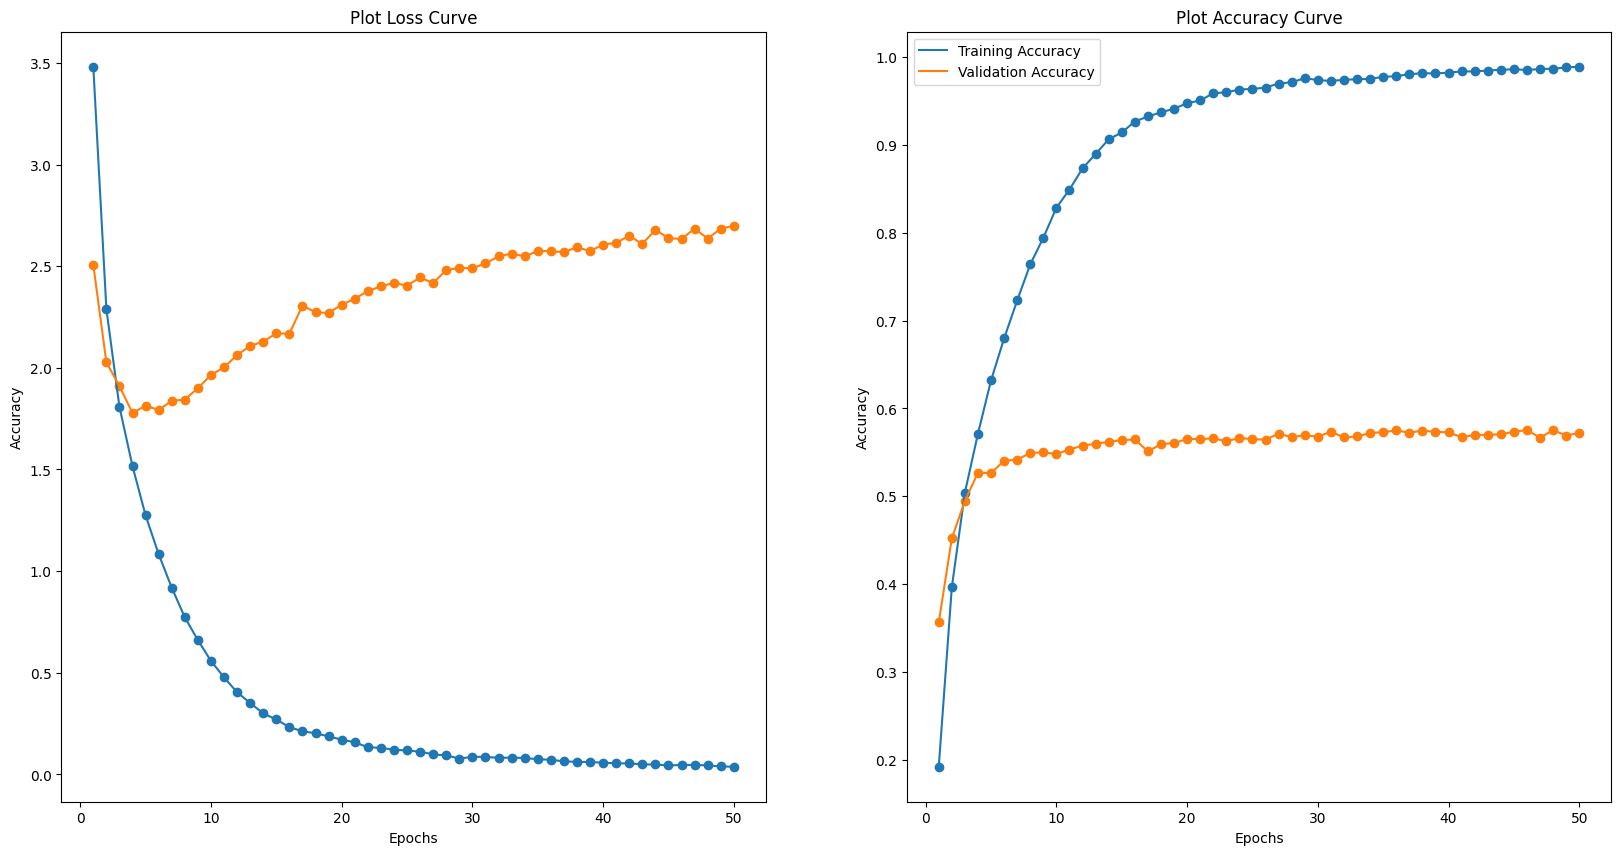 Plot Loss Curve
3.5
3.0
2.5
2.0
1.5
1.0
0.5
0.0
Accuracy
0 10 20 30 40 50
Epochs
Plot Accuracy Curve
Training Accuracy
Validation Accuracy
1.0
0.9
0.8
0.7
0.6
0.5
0.4
0.3
0.2
Accuracy
0 10 20 30 40 50
Epochs